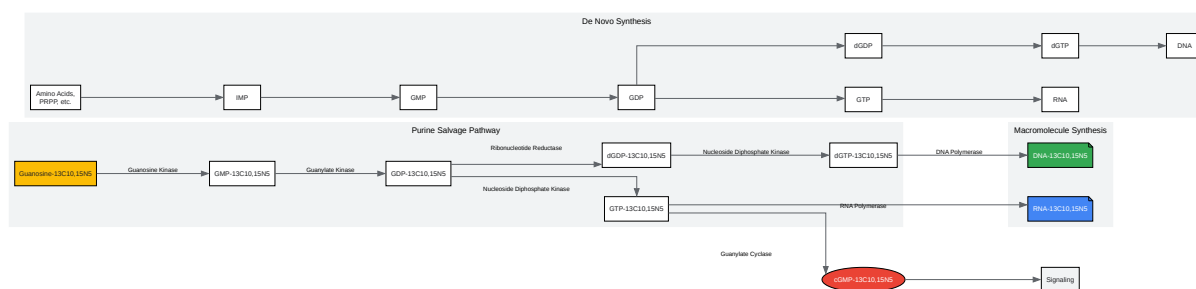 De Novo Synthesis
dGDP
dGTP
DNA
Amino Acids,
PRPP, etc.
IMP
GMP
GDP
GTP
RNA
Purine Salvage Pathway
Macromolecule Synthesis
Ribonucleotide Reductase
dGDP-13C10,15N5
Nucleoside Diphosphate Kinase
dGTP-13C10,15N5
DNA Polymerase
DNA-13C10,15N5
Guanosine-13C10,15N5
Guanosine Kinase
GMP-13C10,15N5
Guanylate Kinase
GDP-13C10,15N5
Nucleoside Diphosphate Kinase
GTP-13C10,15N5
RNA Polymerase
RNA-13C10,15N5
Guanylate Cyclase
cGMP-13C10,15N5
Signaling